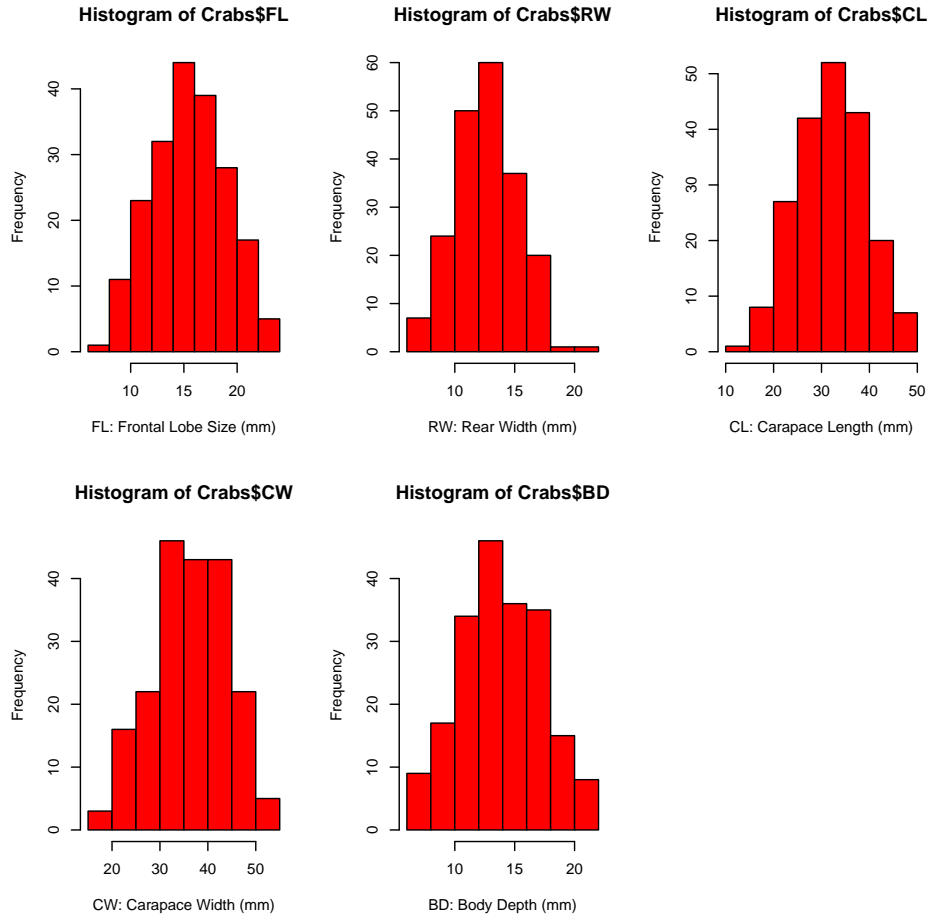 Histogram of Crabs$FL
Frequency
0 10 20 30 40
10 15 20
FL: Frontal Lobe Size (mm)
Histogram of Crabs$RW
Frequency
0 10 20 30 40 50 60
10 15 20
RW: Rear Width (mm)
Histogram of Crabs$CL
Frequency
0 10 20 30 40 50
10 20 30 40 50
CL: Carapace Length (mm)
Histogram of Crabs$CW
Frequency
0 10 20 30 40
20 30 40 50
CW: Carapace Width (mm)
Histogram of Crabs$BD
Frequency
0 10 20 30 40
10 15 20
BD: Body Depth (mm)